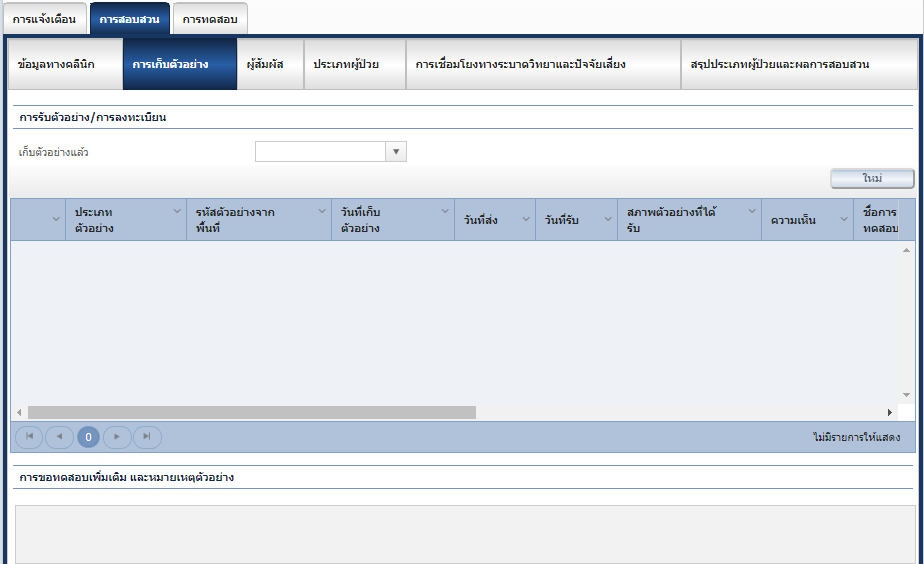 การแจ้งเตือน การสอบสวน การทดสอบ
ข้อมูลทางคลินิก การเก็บตัวอย่าง ผู้สัมผัส ประเภทผู้ป่วย การเชื่อมโยงทางระบาดวิทยาและปัจจัยเสี่ยง สรุปประเภทผู้ป่วยและผลการสอบสวน
การรับตัวอย่าง/การลงทะเบียน
เก็บตัวอย่างแล้ว
ใหม่
ประเภท รหัสตัวอย่างจาก วันที่เก็บ วันที่ส่ง วันที่รับ สภาพตัวอย่างที่ได้ ความเห็น ชื่อการ
ตัวอย่าง พื้นที่ ตัวอย่าง รับ ทดสอบ
0 ไม่มีรายการให้แสดง
การขอทดสอบเพิ่มเติม และหมายเหตุตัวอย่าง